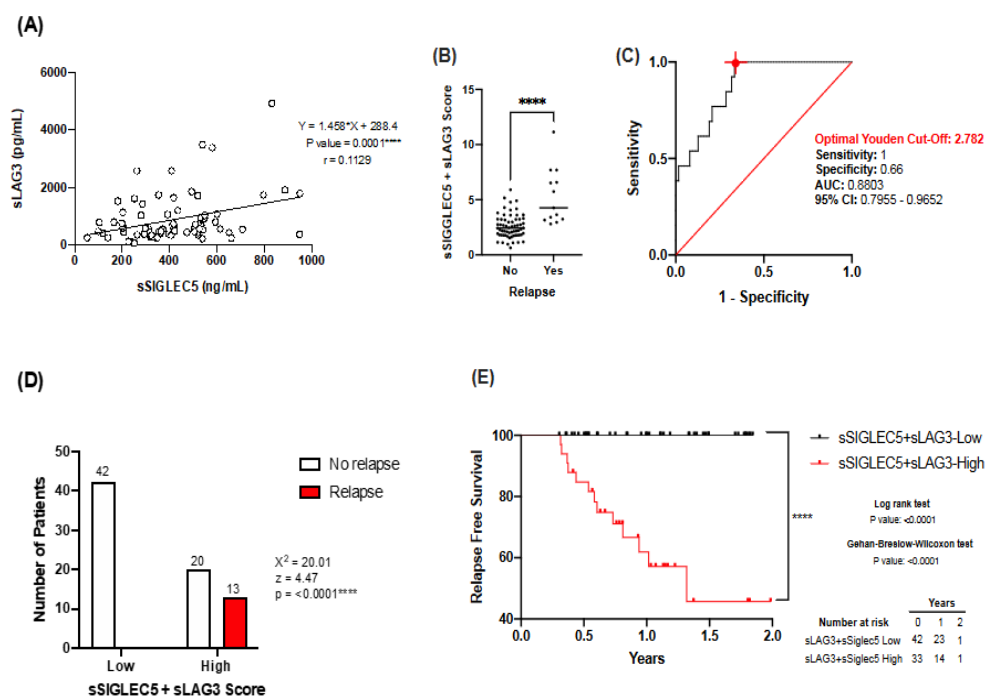 (A)
6000
4000
2000
0
sLAG3 (pg/mL)
0 200 400 600 800 1000
sSIGLEC5 (ng/mL)
Y = 1.458*X + 288.4
P value = 0.0001****
r = 0.1129
(B)
sSIGGLEC5 + sLAG3 Score
15
10
5
0
****
No Yes
Relapse
(C)
Sensitivity
1.0
0.5
0.0
0.0 0.5 1.0
1 - Specificity
Optimal Youden Cut-Off: 2.782
Sensitivity: 1
Specificity: 0.66
AUC: 0.8803
95% CI: 0.7955 - 0.9652
(D)
Number of Patients
50
40
30
20
10
0
42
20
13
Low High
sSIGLEC5 + sLAG3 Score
No relapse
Relapse
X2 = 20.01
z = 4.47
p = <0.0001****
(E)
Relapse Free Survival
100
80
60
40
0.0 0.5 1.0 1.5 2.0
Years
****
sSIGLEC5+sLAG3-Low
sSIGLEC5+sLAG3-High
Log rank test
P value: <0.0001
Gehan-Breslow-Wilcoxon test
P value: <0.0001
Years
Number at risk 0 1 2
sLAG3+sSiglec5 Low 42 23 1
sLAG3+sSiglec5 High 33 14 1